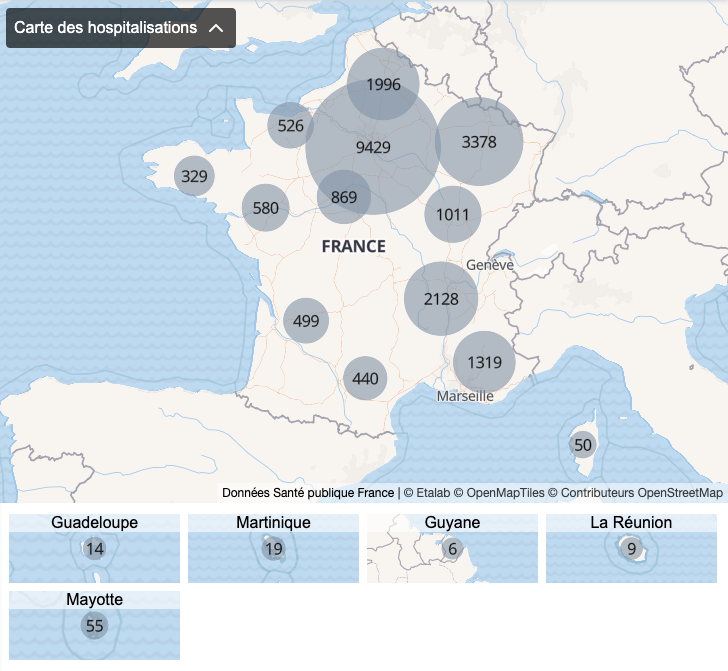 Carte des hospitalisations
1996
526
9429
3378
329
869
580
1011
FRANCE
Genève
2128
499
1319
440
Marseille
50
Données Santé publique France | © Etalab © OpenMapTiles © Contributeurs OpenStreetMap
Guadeloupe
14
Martinique
19
Guyane
6
La Réunion
9
Mayotte
55